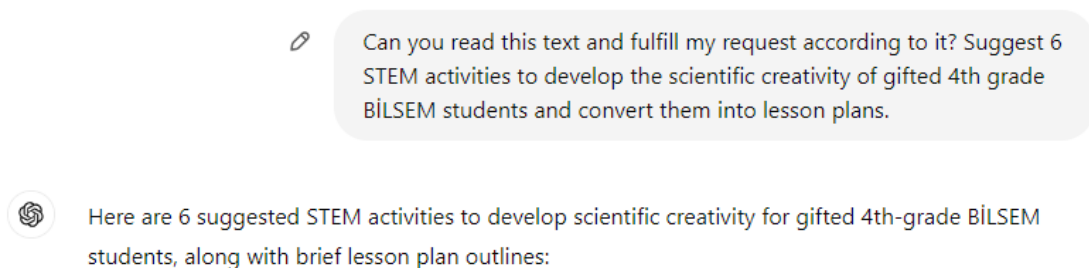 Can you read this text and fulfill my request according to it? Suggest 6
STEM activities to develop the scientific creativity of gifted 4th grade
BİLSEM students and convert them into lesson plans.
Here are 6 suggested STEM activities to develop scientific creativity for gifted 4th-grade BİLSEM
students, along with brief lesson plan outlines: